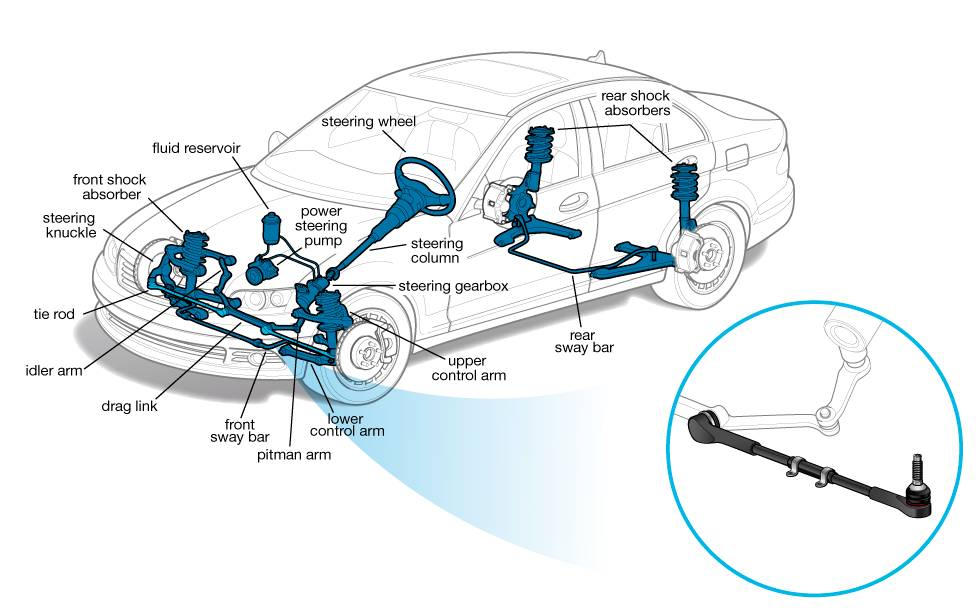 rear shock
absorbers
steering wheel
fluid reservoir
front shock
absorber
power
steering
pump
steering
knuckle
steering
column
steering gearbox
tie rod
rear
sway bar
upper
control arm
idler arm
drag link
front
sway bar
lower
control arm
pitman arm